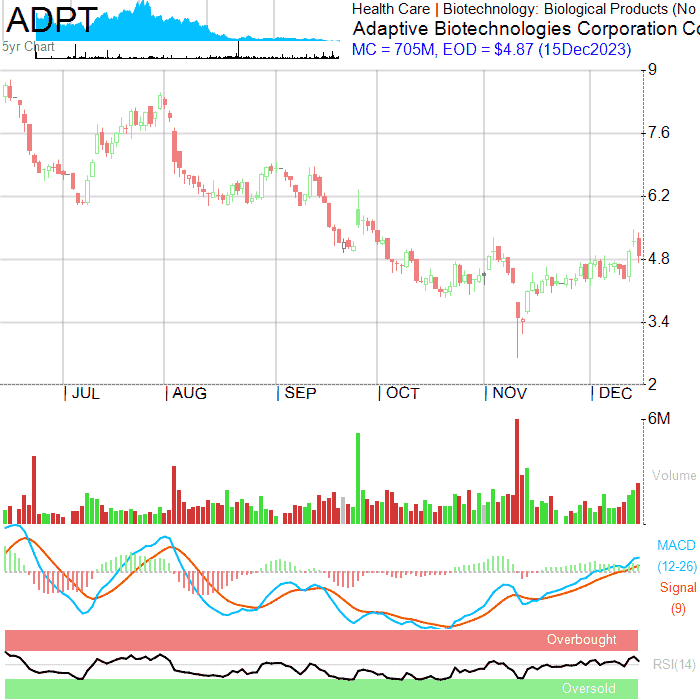 ADPT
5yr Chart
Health Care | Biotechnology: Biological Products (No
Adaptive Biotechnologies Corporation Co
MC = 705M, EOD = $4.87 (15Dec2023)
9
7.6
6.2
4.8
3.4
2
| JUL | AUG | SEP | OCT | NOV | DEC
6M
Volume
MACD
(12-26)
Signal
(9)
Overbought
RSI(14)
Oversold